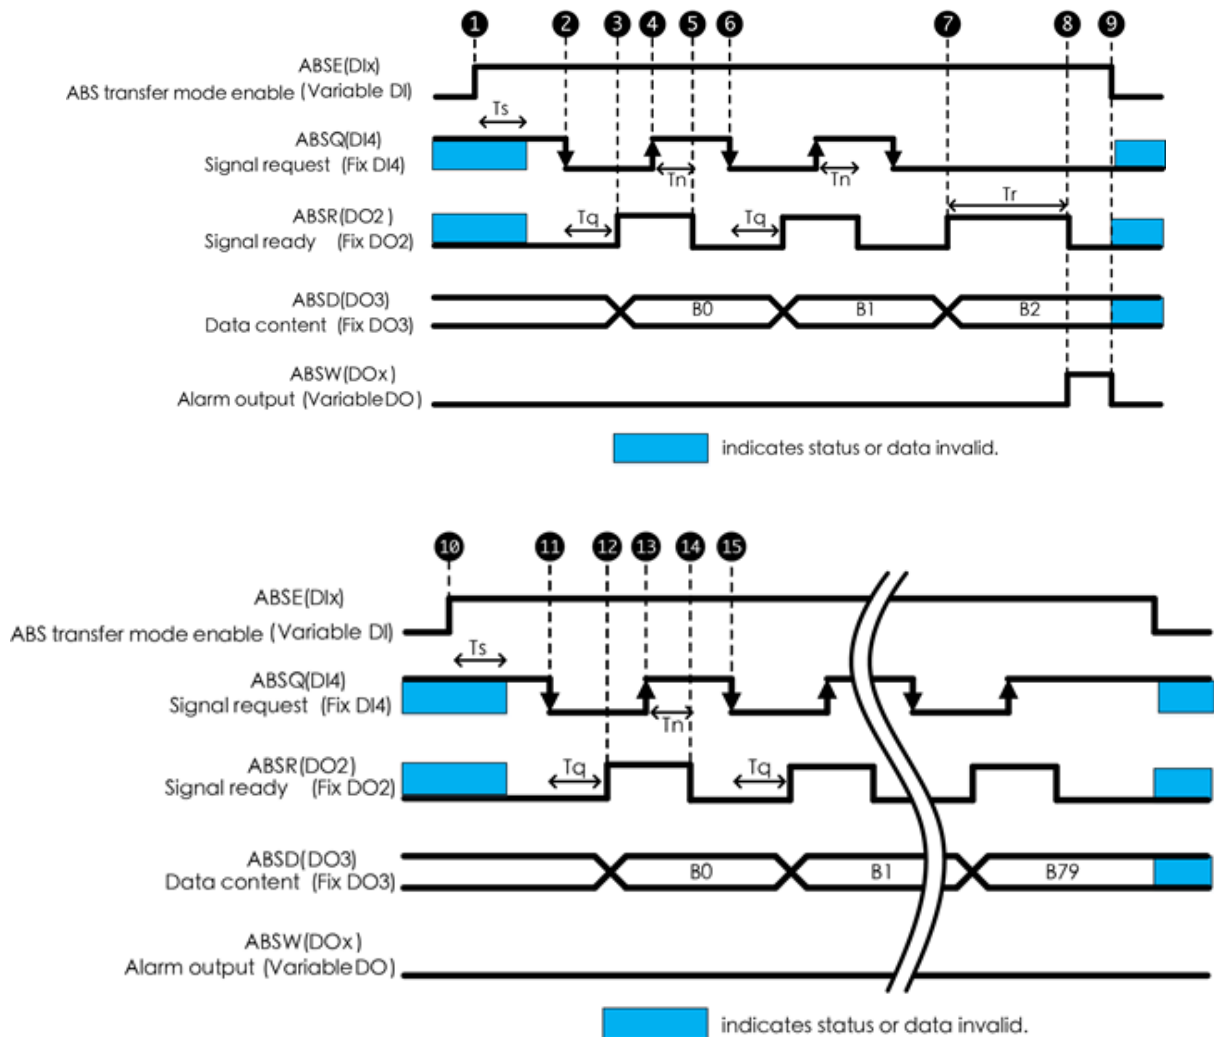 1 2 3 4 5 6 7 8 9
ABSE(DIx)
ABS transfer mode enable (Variable DI)
Ts
ABSQ(DI4)
Signal request (Fix DI4)
Tn Tn
ABSR(DO2)
Signal ready (Fix DO2)
Tq Tq Tr
ABSD(DO3)
Data content (Fix DO3)
B0 B1 B2
ABSW(DOx)
Alarm output (Variable DO)
indicates status or data invalid.
10 11 12 13 14 15
ABSE(DIx)
ABS transfer mode enable (Variable DI)
Ts
ABSQ(DI4)
Signal request (Fix DI4)
Tn
ABSR(DO2)
Signal ready (Fix DO2)
Tq Tq
ABSD(DO3)
Data content (Fix DO3)
B0 B1 B79
ABSW(DOx)
Alarm output (Variable DO)
indicates status or data invalid.